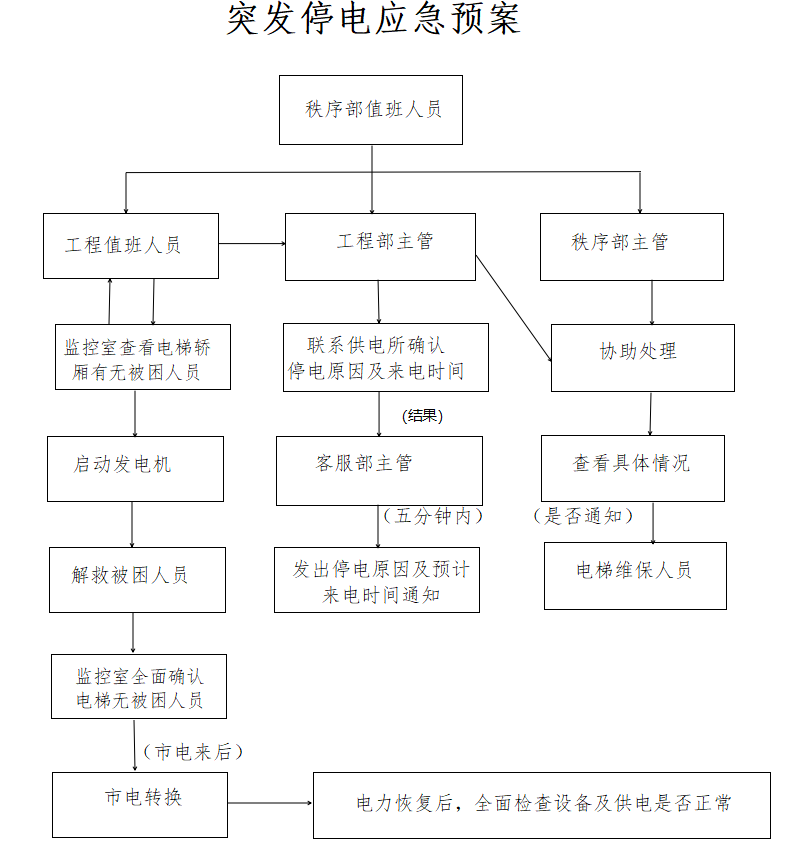 突发停电应急预案
秩序部值班人员
工程值班人员
工程部主管
秩序部主管
监控室查看电梯轿
厢有无被困人员
联系供电所确认
停电原因及来电时间
协助处理
(结果)
启动发电机
客服部主管
查看具体情况
（五分钟内）
（是否通知）
解救被困人员
发出停电原因及预计
来电时间通知
电梯维保人员
监控室全面确认
电梯无被困人员
（市电来后）
市电转换
电力恢复后，全面检查设备及供电是否正常